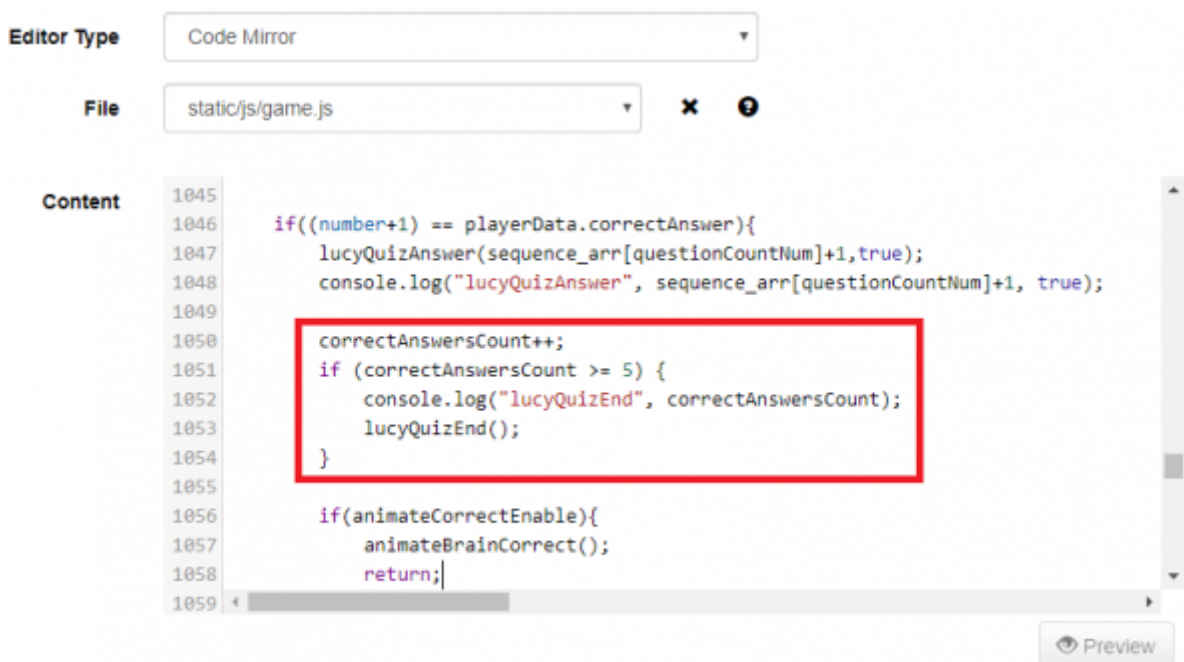 Editor Type Code Mirror
File static/js/game.js
Content
1045
1046 if((number+1) == playerData.correctAnswer){
1047 lucyQuizAnswer(sequence_arr[questionCountNum]+1,true);
1048 console.log("lucyQuizAnswer", sequence_arr[questionCountNum]+1, true);
1049
1050 correctAnswersCount++;
1051 if (correctAnswersCount >= 5) {
1052 console.log("lucyQuizEnd", correctAnswersCount);
1053 lucyQuizEnd();
1054 }
1055
1056 if(animateCorrectEnable){
1057 animateBrainCorrect();
1058 return;
1059
Preview